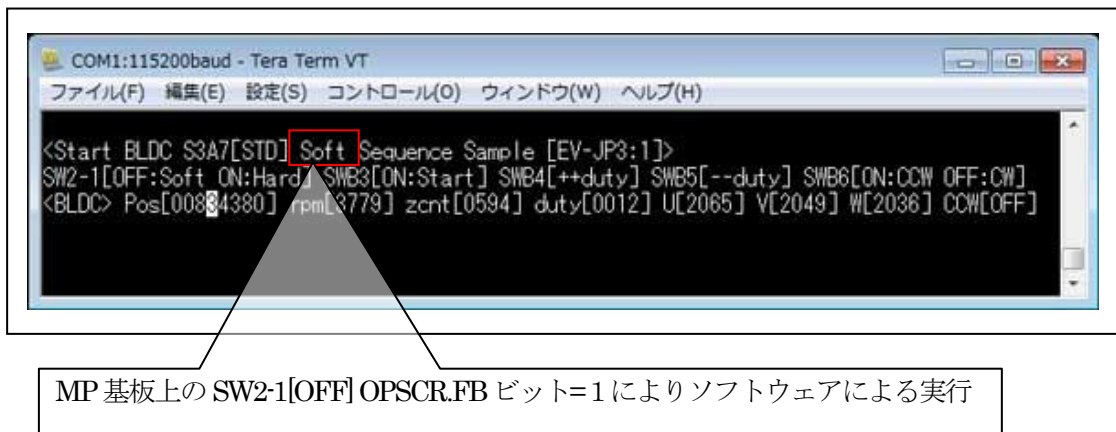 COM1:115200baud - Tera Term VT
ファイル(F) 編集(E) 設定(S) コントロール(O) ウィンドウ(W) ヘルプ(H)
<Start BLDC S3A7[STD] Soft Sequence Sample [EV-JP3:1]>
SW2-1[OFF:Soft ON:Hard] SWB3[ON:Start] SWB4[++duty] SWB5[--duty] SWB6[ON:CCW OFF:CW]
<BLDC> Pos[00834380] rpm[3779] zcnt[0594] duty[0012] U[2065] V[2049] W[2036] CCW[OFF]
MP 基板上の SW2-1[OFF] OPSCR.FB ビット=1によりソフトウェアによる実行